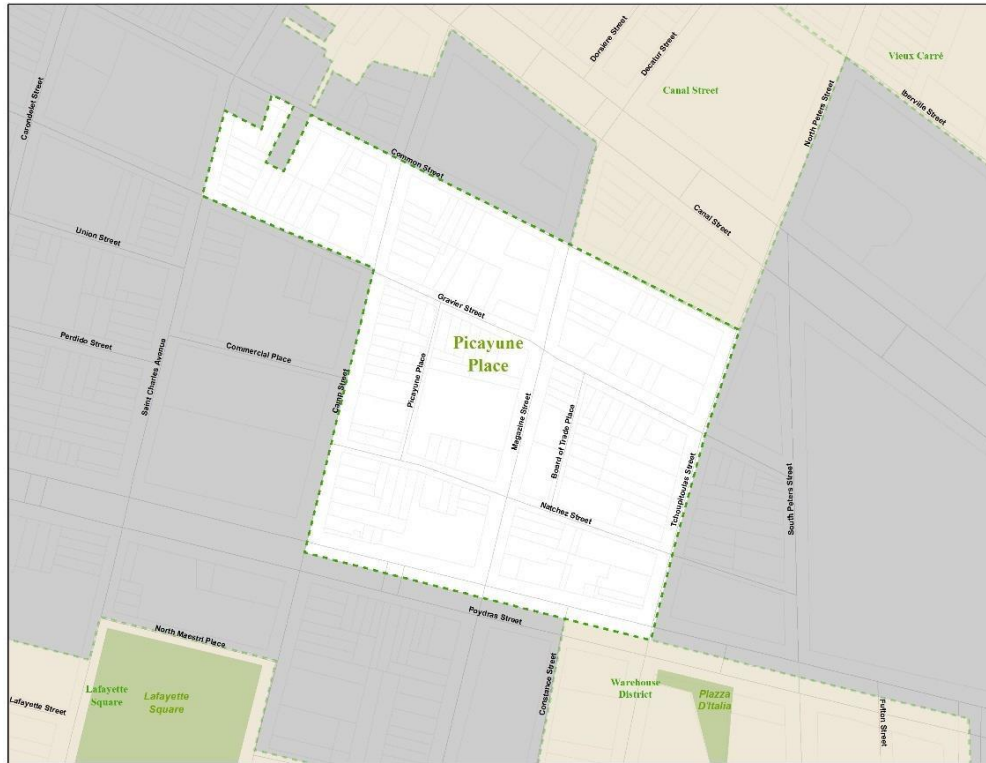 Dorsiere Street
Decatur Street
Vieux Carré
Canal Street
Iberville Street
North Peters Street
Carondelet Street
Common Street
Canal Street
Union Street
Gravier Street
Perdido Street
Commercial Place
Picayune
Place
Saint Charles Avenue
Camp Street
Picayune Place
Magazine Street
Board of Trade Place
Tchoupitoulas Street
South Peters Street
Natchez Street
Poydras Street
North Maestri Place
Constance Street
Lafayette
Square
Lafayette
Square
Lafayette Street
Warehouse
District
Piazza
D'Italia
Fulton Street